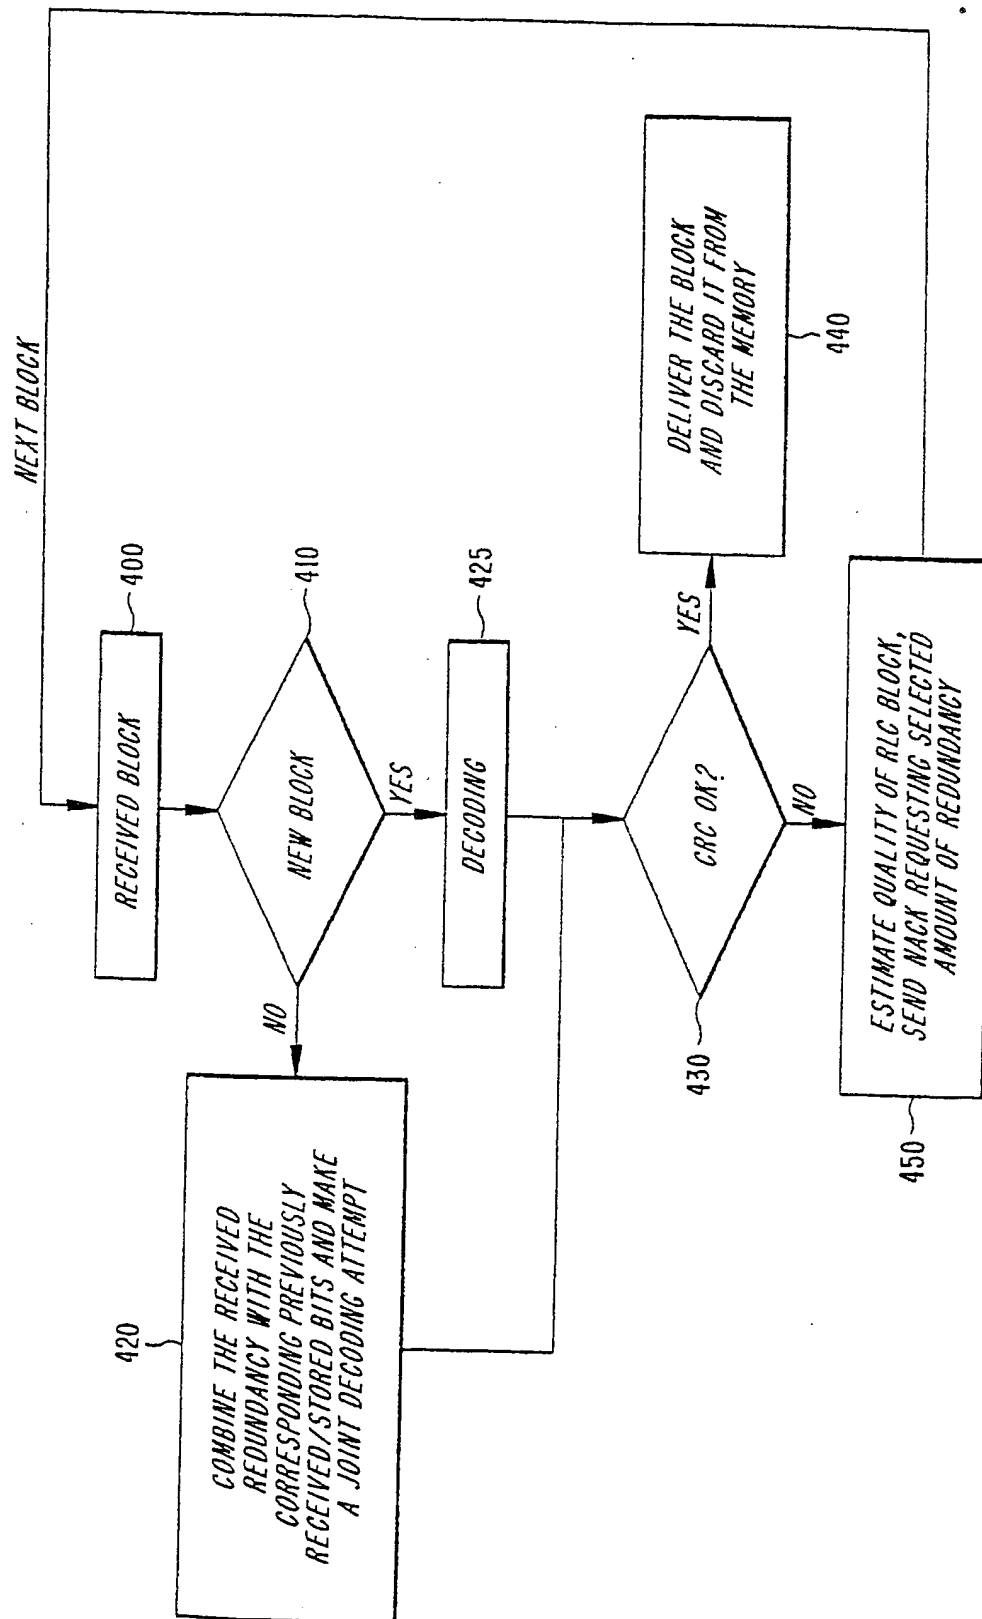 NEXT BLOCK
RECEIVED BLOCK
400
NEW BLOCK
410
NO
YES
COMBINE THE RECEIVED
REDUNDANCY WITH THE
CORRESPONDING PREVIOUSLY
RECEIVED/STORED BITS AND MAKE
A JOINT DECODING ATTEMPT
420
DECODING
425
CRC OK?
430
YES
DELIVER THE BLOCK
AND DISCARD IT FROM
THE MEMORY
440
NO
ESTIMATE QUALITY OF RLC BLOCK,
SEND NACK REQUESTING SELECTED
AMOUNT OF REDUNDANCY
450